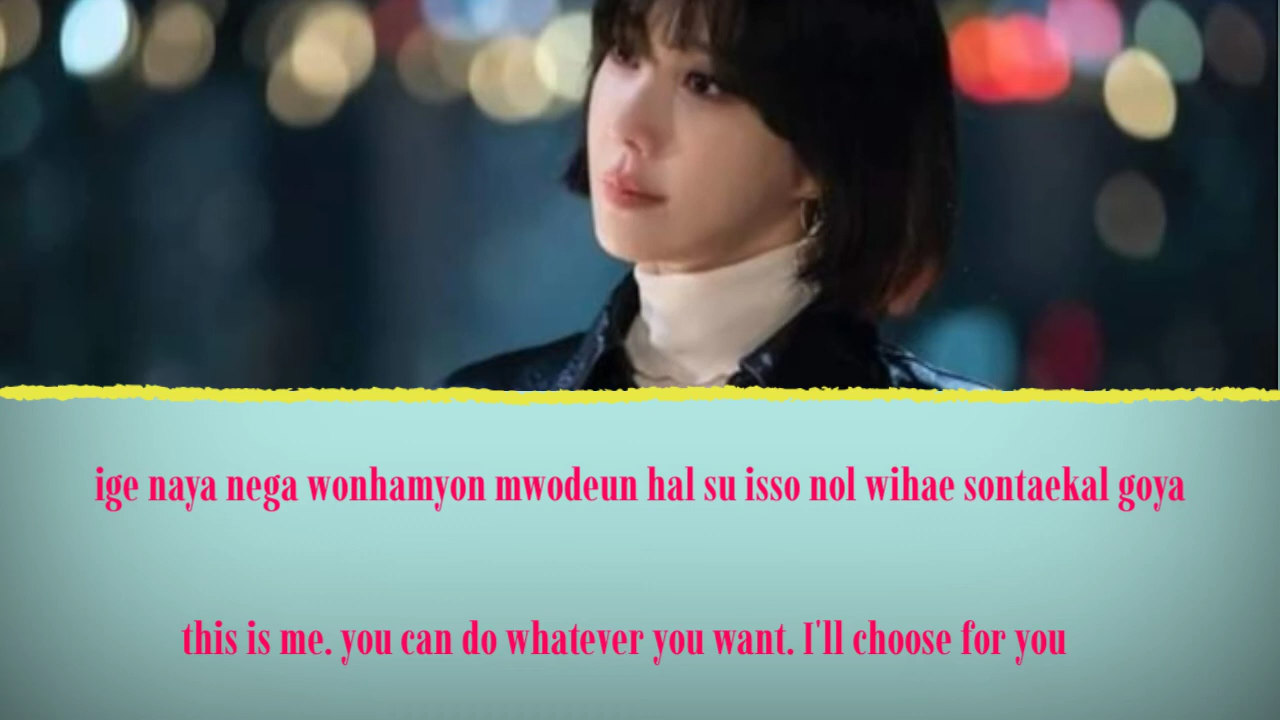 ige naya nega wonhamyon mwodeun hal su isso nol wihae sontaekal goya
this is me. you can do whatever you want. I'll choose for you